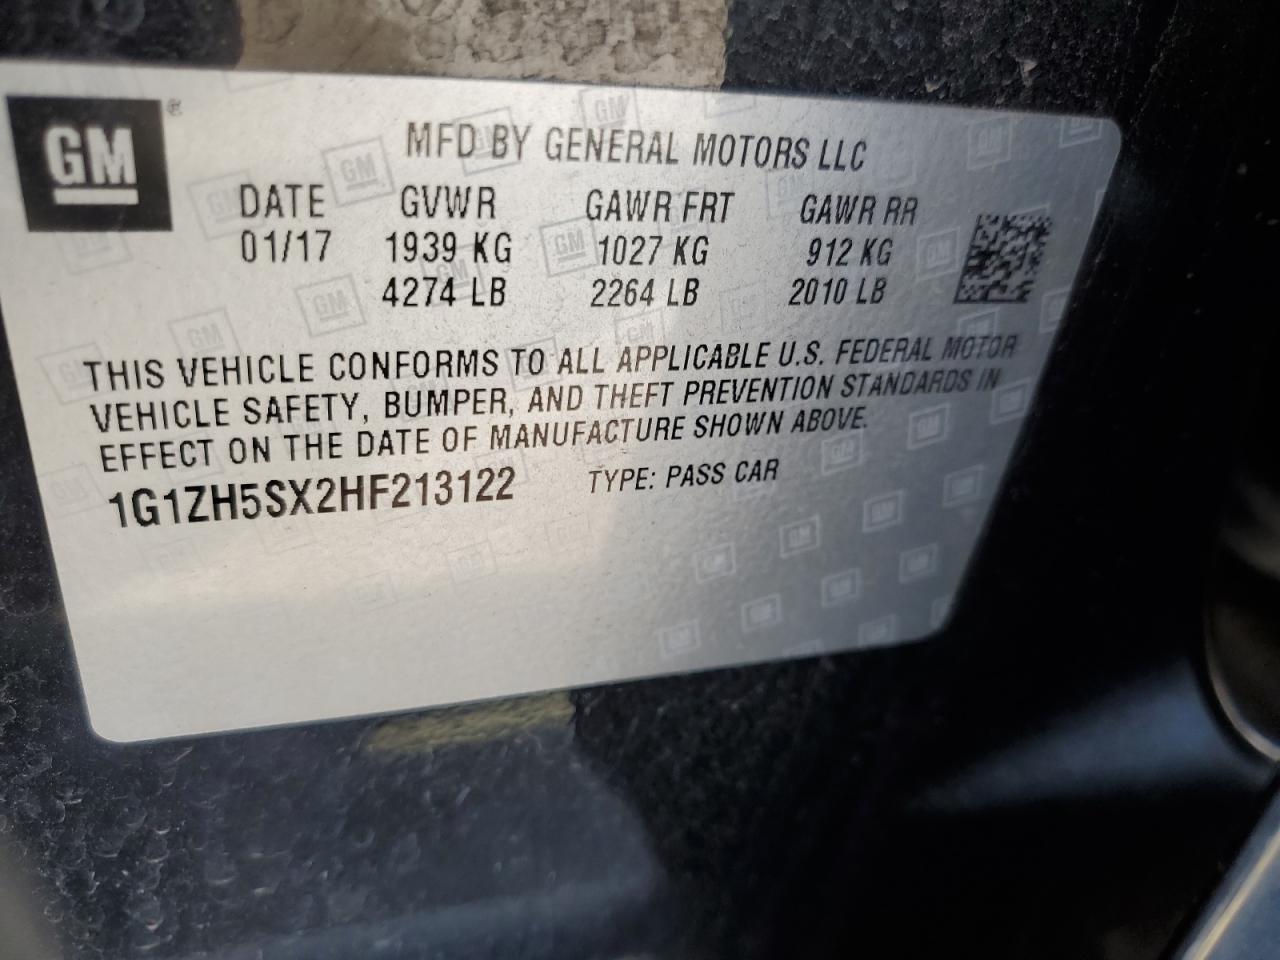 GM ®
MFD BY GENERAL MOTORS LLC
DATE GVWR GAWR FRT GAWR RR
01/17 1939 KG 1027 KG 912 KG
4274 LB 2264 LB 2010 LB
THIS VEHICLE CONFORMS TO ALL APPLICABLE U.S. FEDERAL MOTOR
VEHICLE SAFETY, BUMPER, AND THEFT PREVENTION STANDARDS IN
EFFECT ON THE DATE OF MANUFACTURE SHOWN ABOVE.
1G1ZH5SX2HF213122 TYPE: PASS CAR